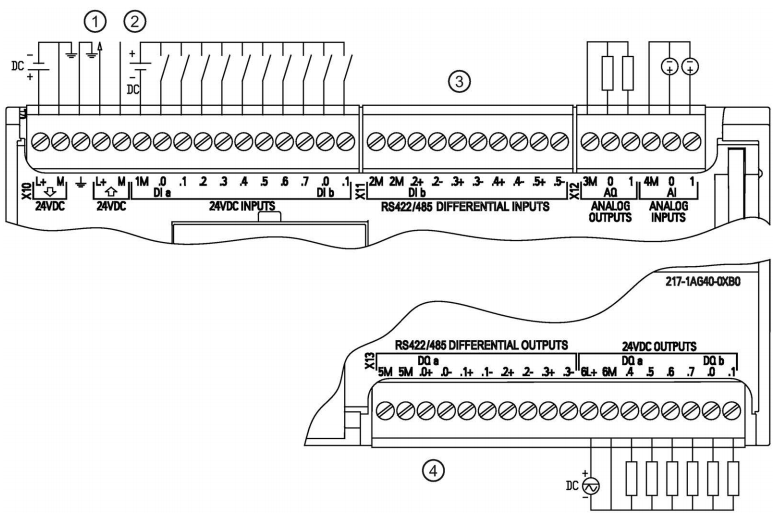 ① ②
− +
DC
+ −
DC
③
X10 L+ M L+ M 1M .0 .1 .2 .3 .4 .5 .6 .7 .0 .1 X11 2M 2M .2+ .2- .3+ .3- .4+ .4- .5+ .5- X12 3M 0 1 4M 0 1
DI a DI b DI b AQ AI
24VDC 24VDC 24VDC INPUTS RS422/485 DIFFERENTIAL INPUTS ANALOG OUTPUTS ANALOG INPUTS
217-1AG40-0XB0
RS422/485 DIFFERENTIAL OUTPUTS 24VDC OUTPUTS
X13 DQ a DQ a DQ b
5M 5M .0+ .0- .1+ .1- .2+ .2- .3+ .3- 6L+ 6M .4 .5 .6 .7 .0 .1
④
+
DC
−